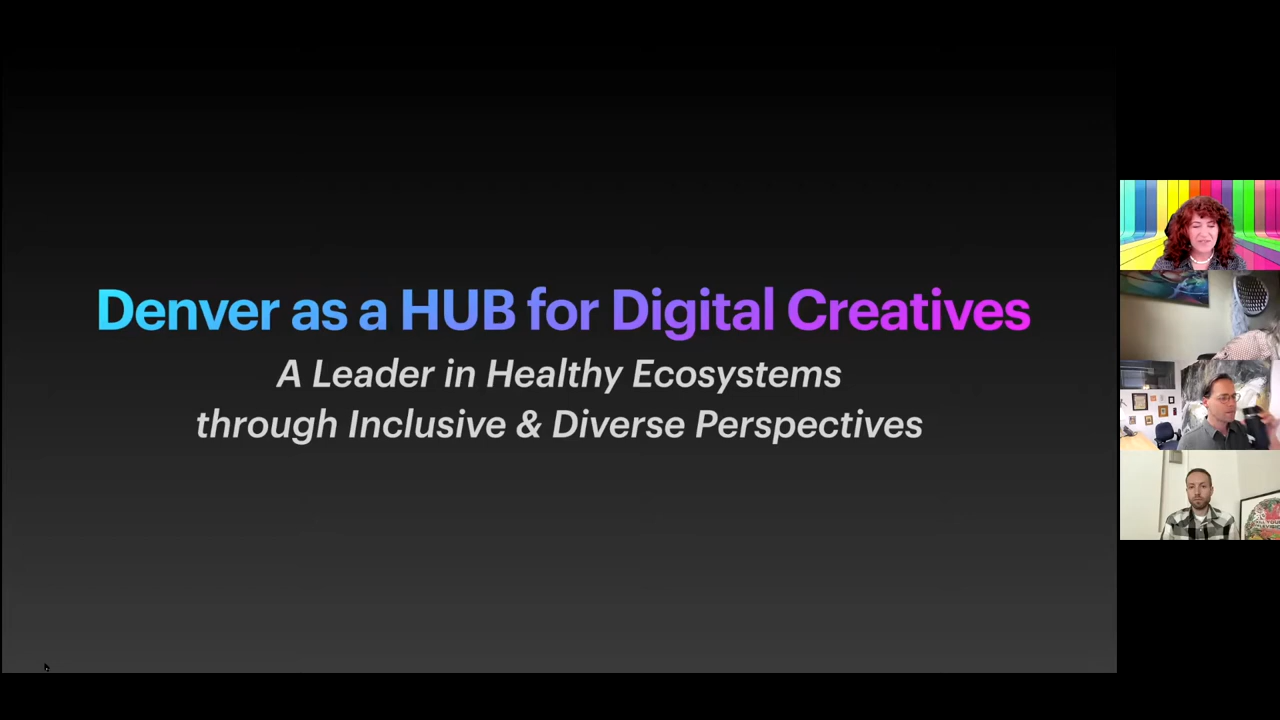 Denver as a HUB for Digital Creatives
A Leader in Healthy Ecosystems
through Inclusive & Diverse Perspectives